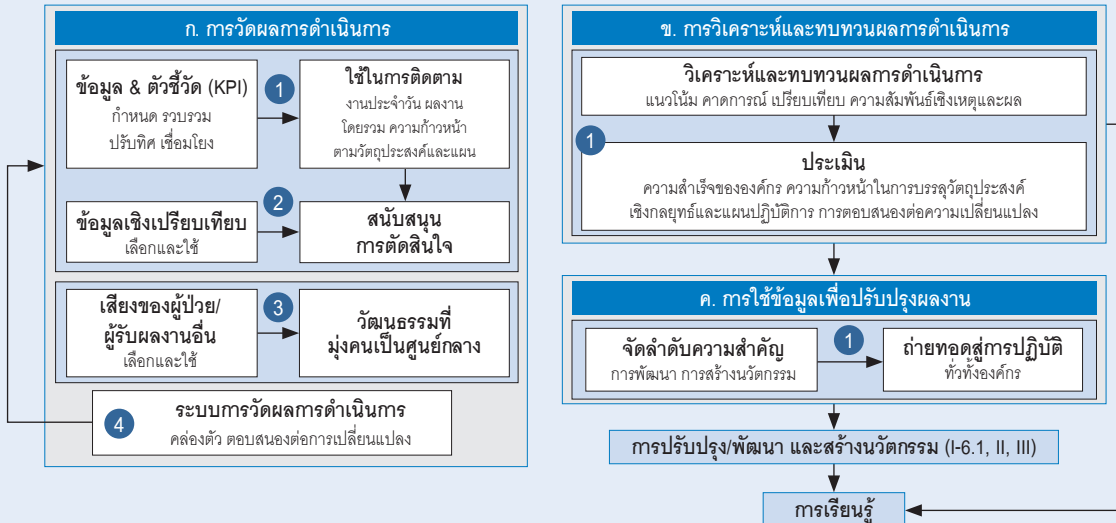 ก. การวัดผลการดำเนินการ
ข้อมูล & ตัวชี้วัด (KPI)
กำหนด รวบรวม
ปรับทิศ เชื่อมโยง
1
ใช้ในการติดตาม
งานประจำวัน ผลงาน
โดยรวม ความก้าวหน้า
ตามวัตถุประสงค์และแผน
ข้อมูลเชิงเปรียบเทียบ
เลือกและใช้
2
สนับสนุน
การตัดสินใจ
เสียงของผู้ป่วย/
ผู้รับผลงานอื่น
เลือกและใช้
3
วัฒนธรรมที่
มุ่งคนเป็นศูนย์กลาง
4
ระบบการวัดผลการดำเนินการ
คล่องตัว ตอบสนองต่อการเปลี่ยนแปลง
ข. การวิเคราะห์และทบทวนผลการดำเนินการ
วิเคราะห์และทบทวนผลการดำเนินการ
แนวโน้ม คาดการณ์ เปรียบเทียบ ความสัมพันธ์เชิงเหตุและผล
1
ประเมิน
ความสำเร็จขององค์กร ความก้าวหน้าในการบรรลุวัตถุประสงค์
เชิงกลยุทธ์และแผนปฏิบัติการ การตอบสนองต่อความเปลี่ยนแปลง
ค. การใช้ข้อมูลเพื่อปรับปรุงผลงาน
จัดลำดับความสำคัญ
การพัฒนา การสร้างนวัตกรรม
1
ถ่ายทอดสู่การปฏิบัติ
ทั่วทั้งองค์กร
การปรับปรุง/พัฒนา และสร้างนวัตกรรม (I-6.1, II, III)
การเรียนรู้